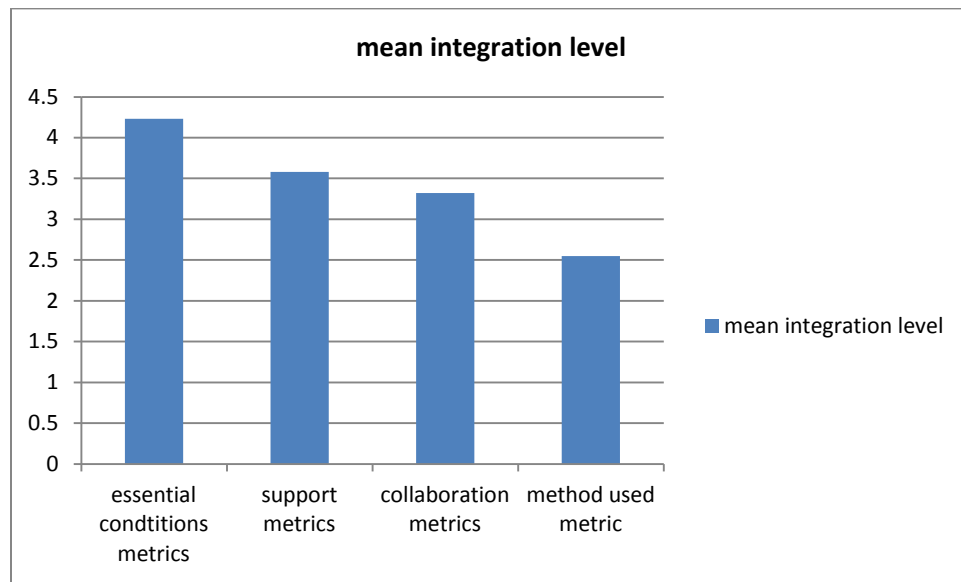 mean integration level
4.5
4
3.5
3
2.5
2
1.5
1
0.5
0
mean integration level
essential
condtitions
metrics
support
metrics
collaboration
metrics
method used
metric